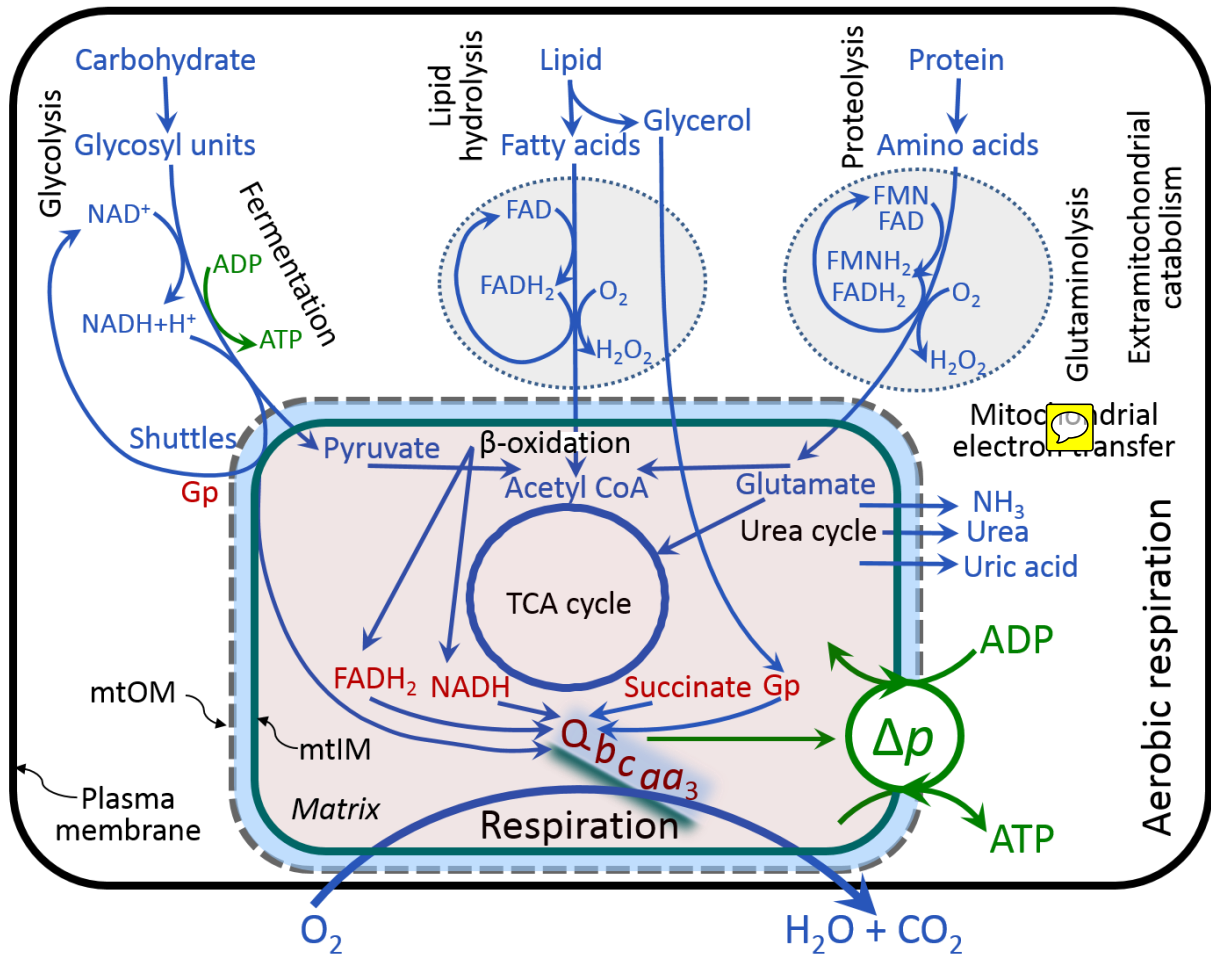 Carbohydrate
Glycosyl units
Glycolysis
NAD⁺
NADH+H⁺
Fermentation
ADP
ATP
Shuttles
Gp
Lipid
Lipid
hydrolysis
Glycerol
Fatty acids
FAD
FADH₂
O₂
H₂O₂
Protein
Proteolysis
Amino acids
FMN
FAD
FMNH₂
FADH₂
O₂
H₂O₂
Glutaminolysis
Extramitochondrial
catabolism
Mitochondrial
electron transfer
Aerobic respiration
Pyruvate
β-oxidation
Acetyl CoA
Glutamate
Urea cycle
NH₃
Urea
Uric acid
TCA cycle
FADH₂
NADH
Succinate
Gp
Q b c aa₃
Δp
ADP
ATP
mtOM
mtIM
Matrix
Plasma
membrane
Respiration
O₂
H₂O + CO₂